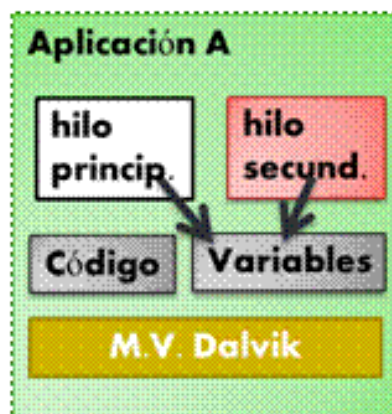 Aplicación A
hilo
princip.
hilo
secund.
Código
Variables
M.V. Dalvik